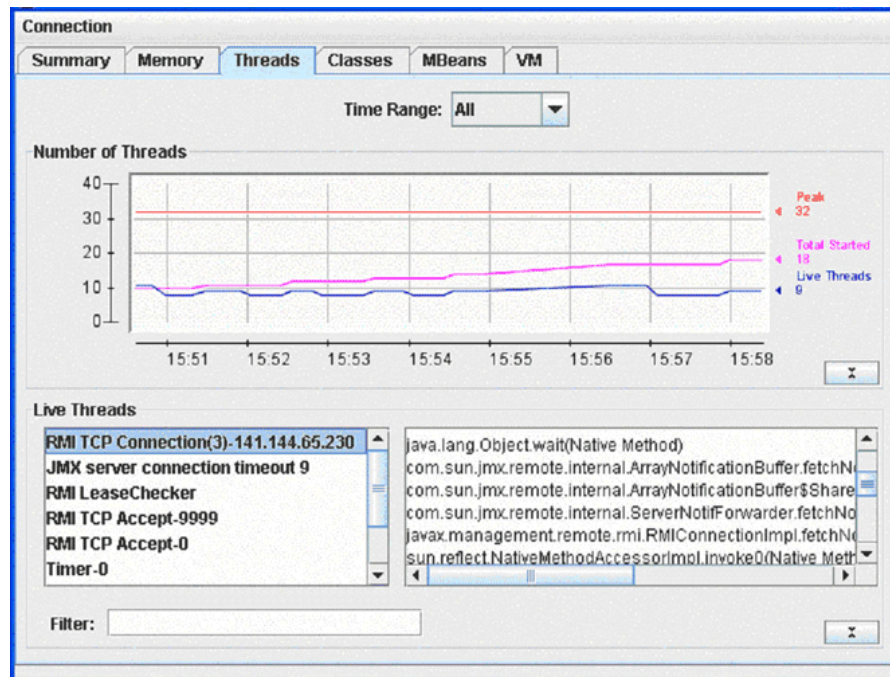 Connection
Summary Memory Threads Classes MBeans VM
Time Range: All
Number of Threads
40
30
20
10
0
Peak
32
Total Started
18
Live Threads
9
15:51 15:52 15:53 15:54 15:55 15:56 15:57 15:58
Live Threads
RMI TCP Connection(3)-141.144.65.230
JMX server connection timeout 9
RMI LeaseChecker
RMI TCP Accept-9999
RMI TCP Accept-0
Timer-0
java.lang.Object.wait(Native Method)
com.sun.jmx.remote.internal.ArrayNotificationBuffer.fetchN
com.sun.jmx.remote.internal.ArrayNotificationBuffer$Share
com.sun.jmx.remote.internal.ServerNotifForwarder.fetchNo
javax.management.remote.rmi.RMIConnectionImpl.fetchN
sun.reflect.NativeMethodAccessorImpl.invoke0(Native Meth
Filter: